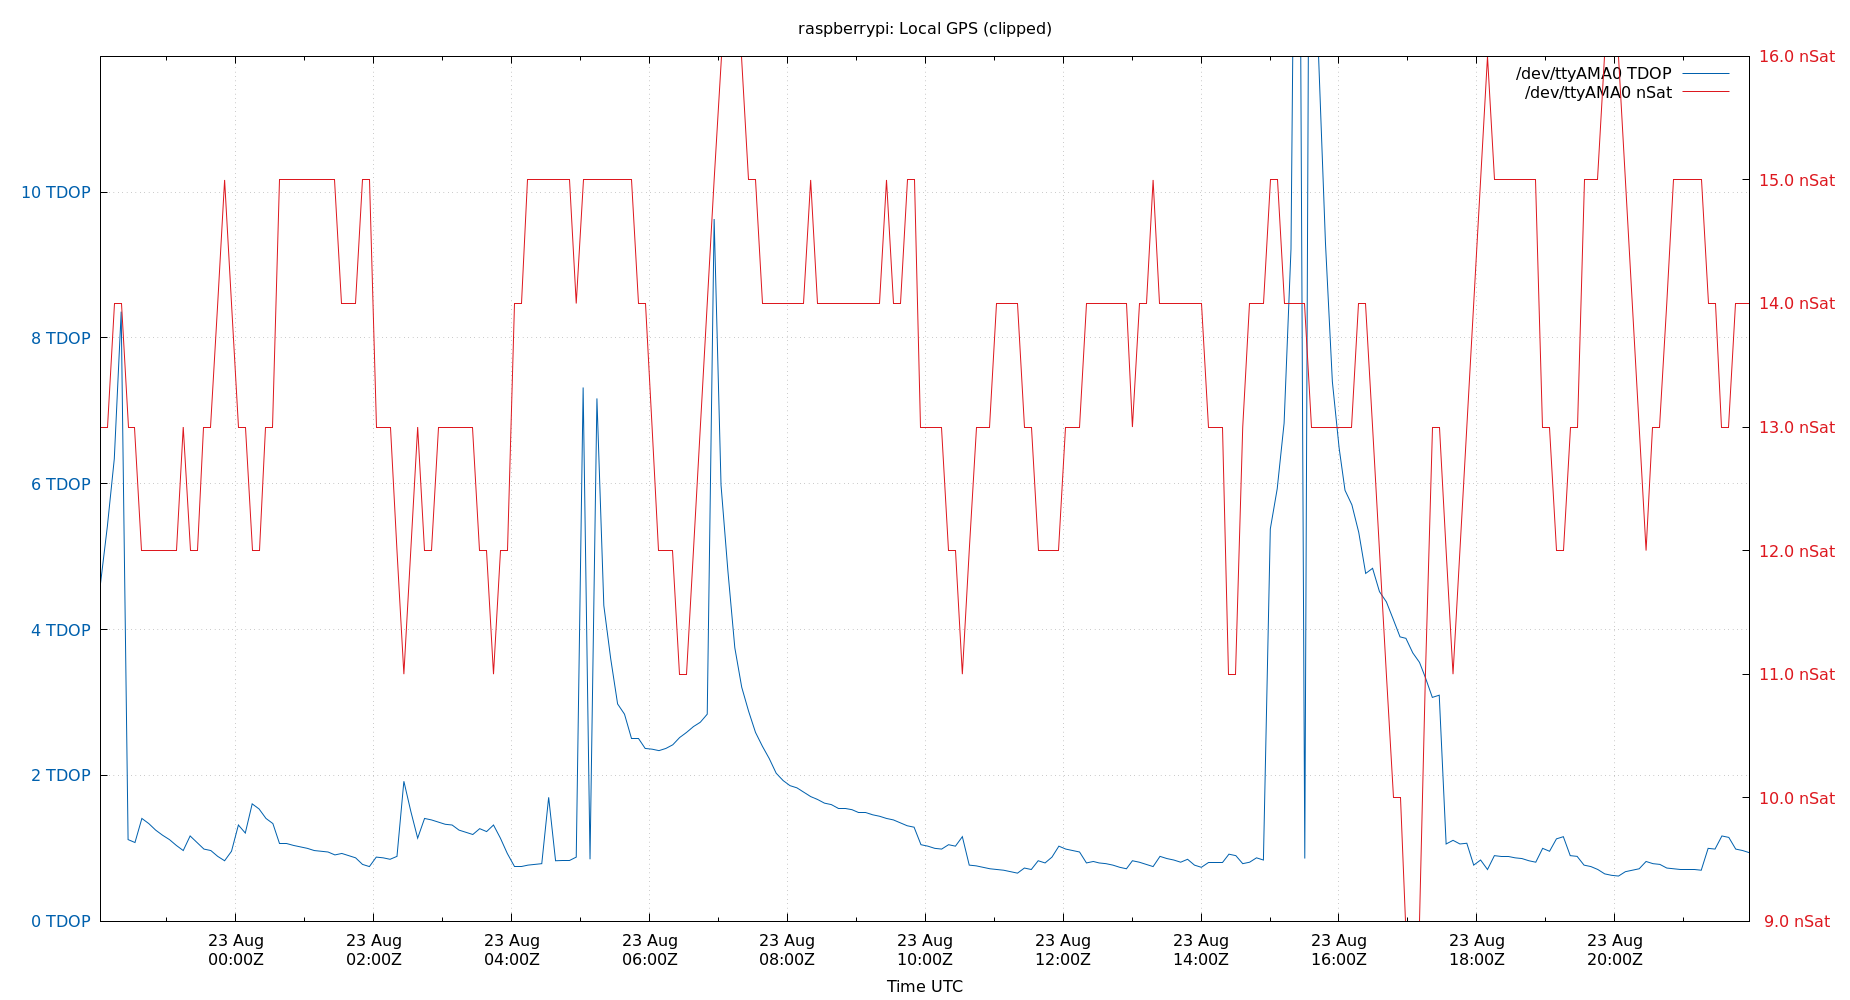 raspberrypi: Local GPS (clipped)
/dev/ttyAMA0 TDOP
/dev/ttyAMA0 nSat
10 TDOP
8 TDOP
6 TDOP
4 TDOP
2 TDOP
0 TDOP
16.0 nSat
15.0 nSat
14.0 nSat
13.0 nSat
12.0 nSat
11.0 nSat
10.0 nSat
9.0 nSat
23 Aug
00:00Z
23 Aug
02:00Z
23 Aug
04:00Z
23 Aug
06:00Z
23 Aug
08:00Z
23 Aug
10:00Z
23 Aug
12:00Z
23 Aug
14:00Z
23 Aug
16:00Z
23 Aug
18:00Z
23 Aug
20:00Z
Time UTC